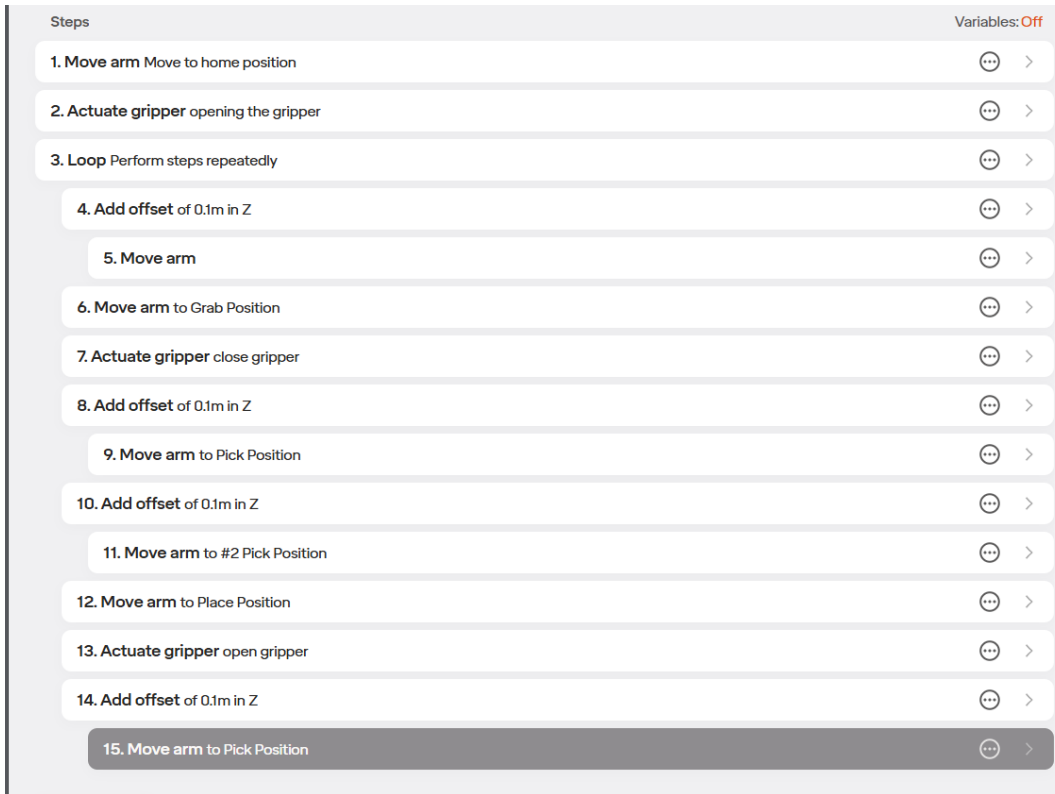 Steps Variables: Off
1. Move arm Move to home position
2. Actuate gripper opening the gripper
3. Loop Perform steps repeatedly
4. Add offset of 0.1m in Z
5. Move arm
6. Move arm to Grab Position
7. Actuate gripper close gripper
8. Add offset of 0.1m in Z
9. Move arm to Pick Position
10. Add offset of 0.1m in Z
11. Move arm to #2 Pick Position
12. Move arm to Place Position
13. Actuate gripper open gripper
14. Add offset of 0.1m in Z
15. Move arm to Pick Position